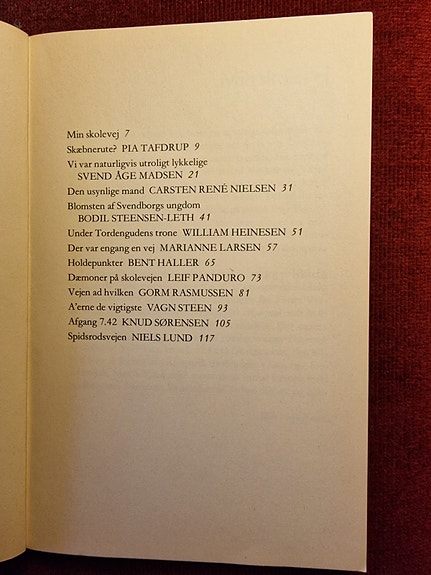 Min skolevej 7
Skæbnerute? PIA TAFDRUP 9
Vi var naturligvis utroligt lykkelige
SVEND ÅGE MADSEN 21
Den usynlige mand CARSTEN RENÉ NIELSEN 31
Blomsten af Svendborgs ungdom
BODIL STEENSEN-LETH 41
Under Tordengudens trone WILLIAM HEINESEN 51
Der var engang en vej MARIANNE LARSEN 57
Holdepunkter BENT HALLER 65
Dæmoner på skolevejen LEIF PANDURO 73
Vejen ad hvilken GORM RASMUSSEN 81
A'erne de vigtigste VAGN STEEN 93
Afgang 7.42 KNUD SØRENSEN 105
Spidsrodsvejen NIELS LUND 117